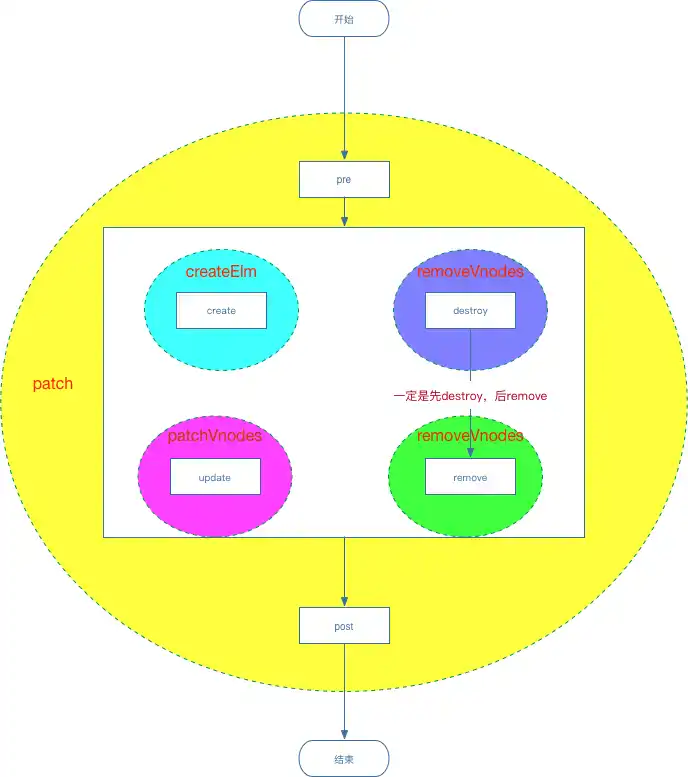 开始
pre
createElm
removeVnodes
create
destroy
patch
一定是先destroy，后remove
patchVnodes
removeVnodes
update
remove
post
结束